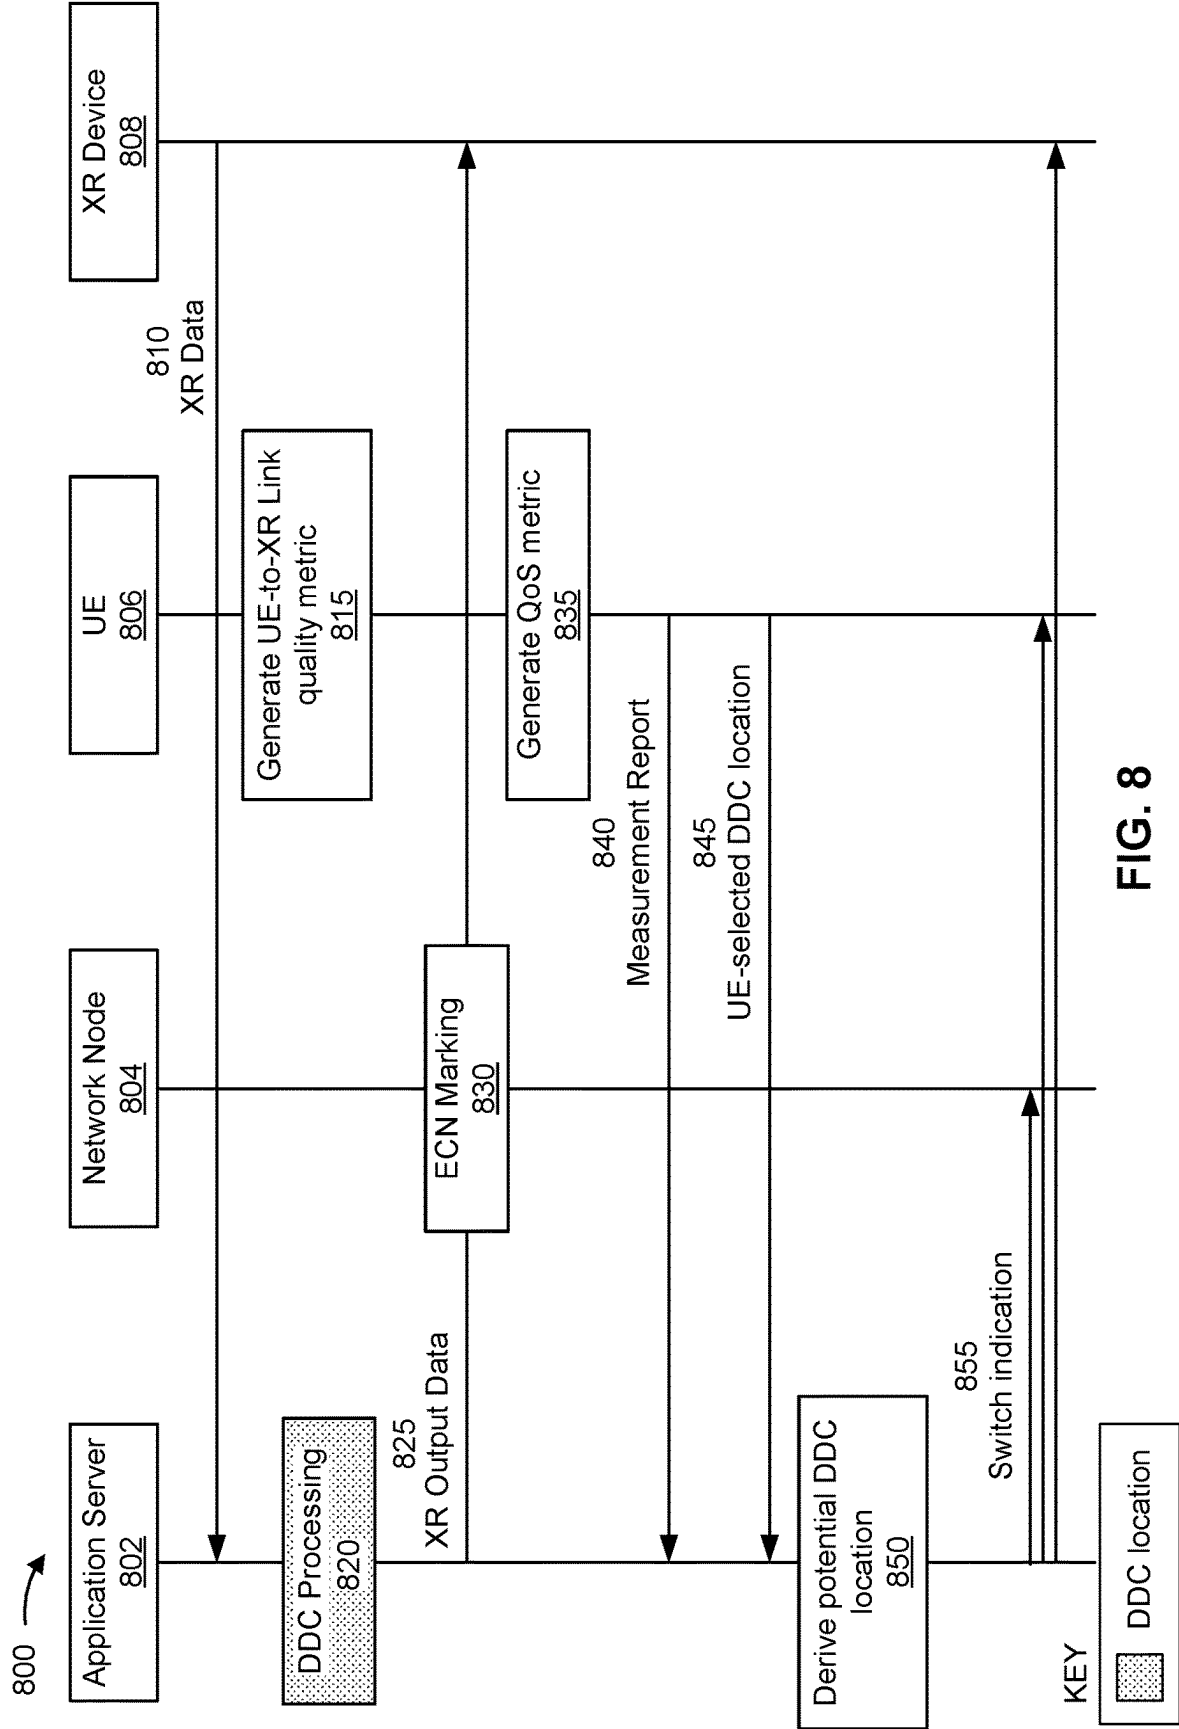 800
Application Server
802
Network Node
804
UE
806
XR Device
808
810
XR Data
Generate UE-to-XR Link
quality metric
815
DDC Processing
820
825
XR Output Data
ECN Marking
830
Generate QoS metric
835
840
Measurement Report
845
UE-selected DDC location
Derive potential DDC
location
850
855
Switch indication
KEY
DDC location
FIG. 8